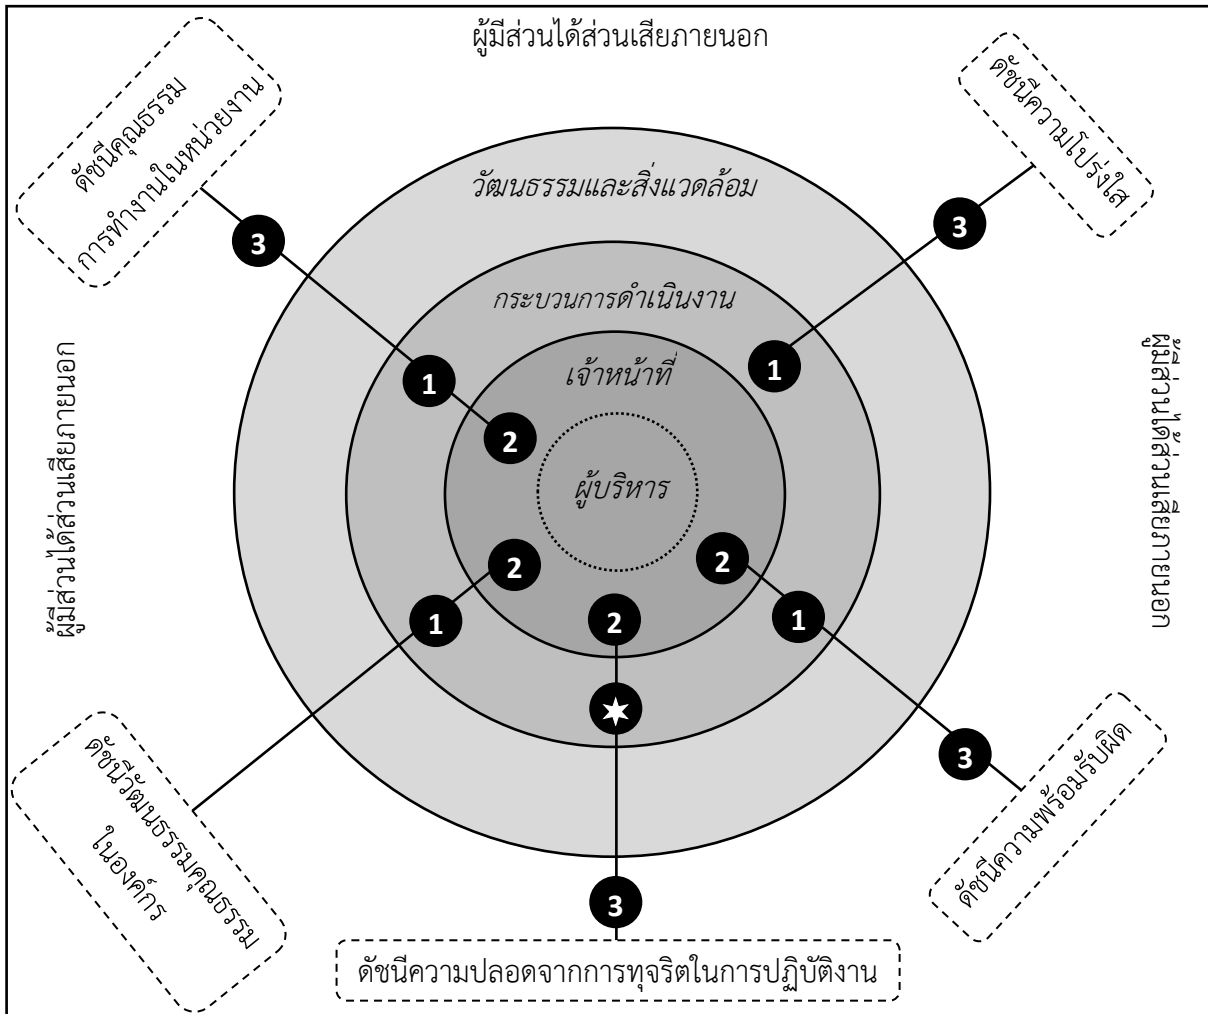 ผู้มีส่วนได้ส่วนเสียภายนอก
ดัชนีคุณธรรม
การทำงานในหน่วยงาน
ดัชนีความโปร่งใส
วัฒนธรรมและสิ่งแวดล้อม
3
3
กระบวนการดำเนินงาน
เจ้าหน้าที่
1
1
2
ผู้บริหาร
ผู้มีส่วนได้ส่วนเสียภายนอก
ผู้มีส่วนได้ส่วนเสียภายนอก
2
2
1
2
1
3
ดัชนีวัฒนธรรมคุณธรรม
ในองค์กร
ดัชนีความพร้อมรับผิด
3
ดัชนีความปลอดจากการทุจริตในการปฏิบัติงาน